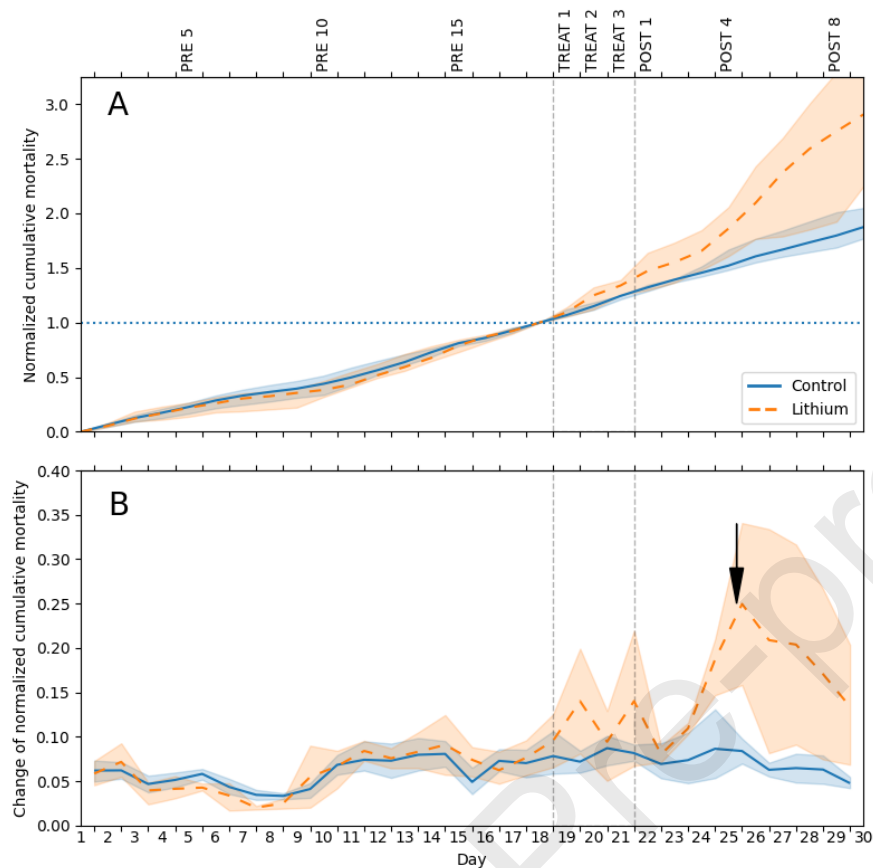 PRE 5
PRE 10
PRE 15
TREAT 1
TREAT 2
TREAT 3
POST 1
POST 4
POST 8
A
Normalized cumulative mortality
3.0
2.5
2.0
1.5
1.0
0.5
0.0
Control
Lithium
B
Change of normalized cumulative mortality
0.40
0.35
0.30
0.25
0.20
0.15
0.10
0.05
0.00
1 2 3 4 5 6 7 8 9 10 11 12 13 14 15 16 17 18 19 20 21 22 23 24 25 26 27 28 29 30
Day